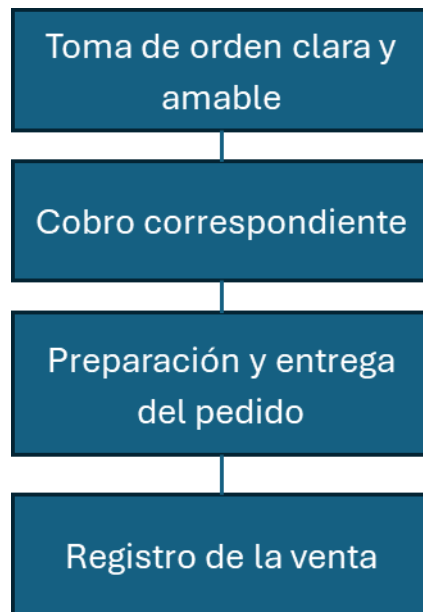 Toma de orden clara y
amable
Cobro correspondiente
Preparación y entrega
del pedido
Registro de la venta